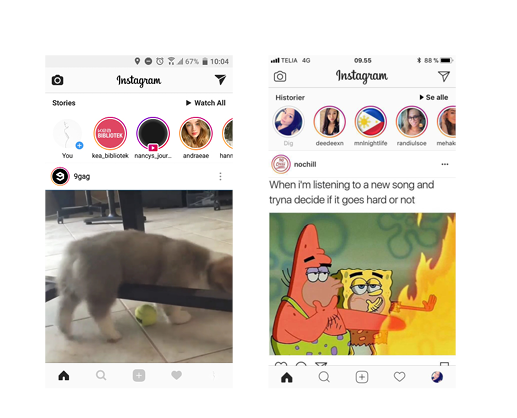 67% 10:04
Instagram
Stories
Watch All
You
kea_bibliotek
nancys_jour...
andraeae
hann
9gag
TELIA 4G 09.55 88 %
Instagram
Historier
Se alle
Dig
deedeexn
mnlnightlife
randiulsoe
mehak
nochill
When i'm listening to a new song and
tryna decide if it goes hard or not